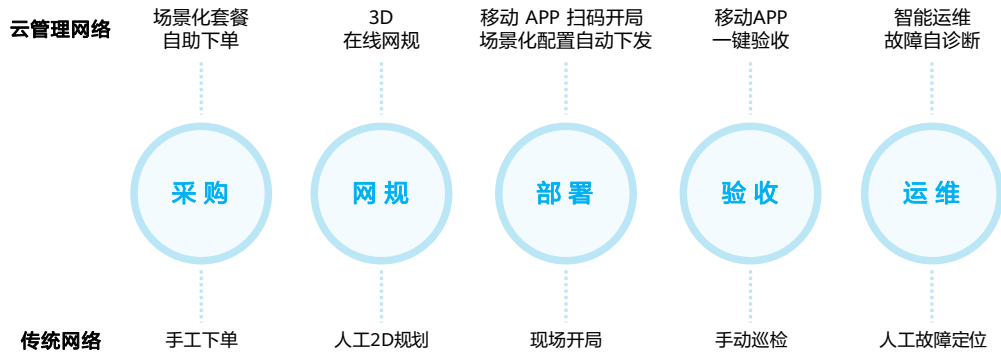 云管理网络
场景化套餐
自助下单
3D
在线网规
移动 APP 扫码开局
场景化配置自动下发
移动APP
一键验收
智能运维
故障自诊断
采购
网规
部署
验收
运维
传统网络
手工下单
人工2D规划
现场开局
手动巡检
人工故障定位